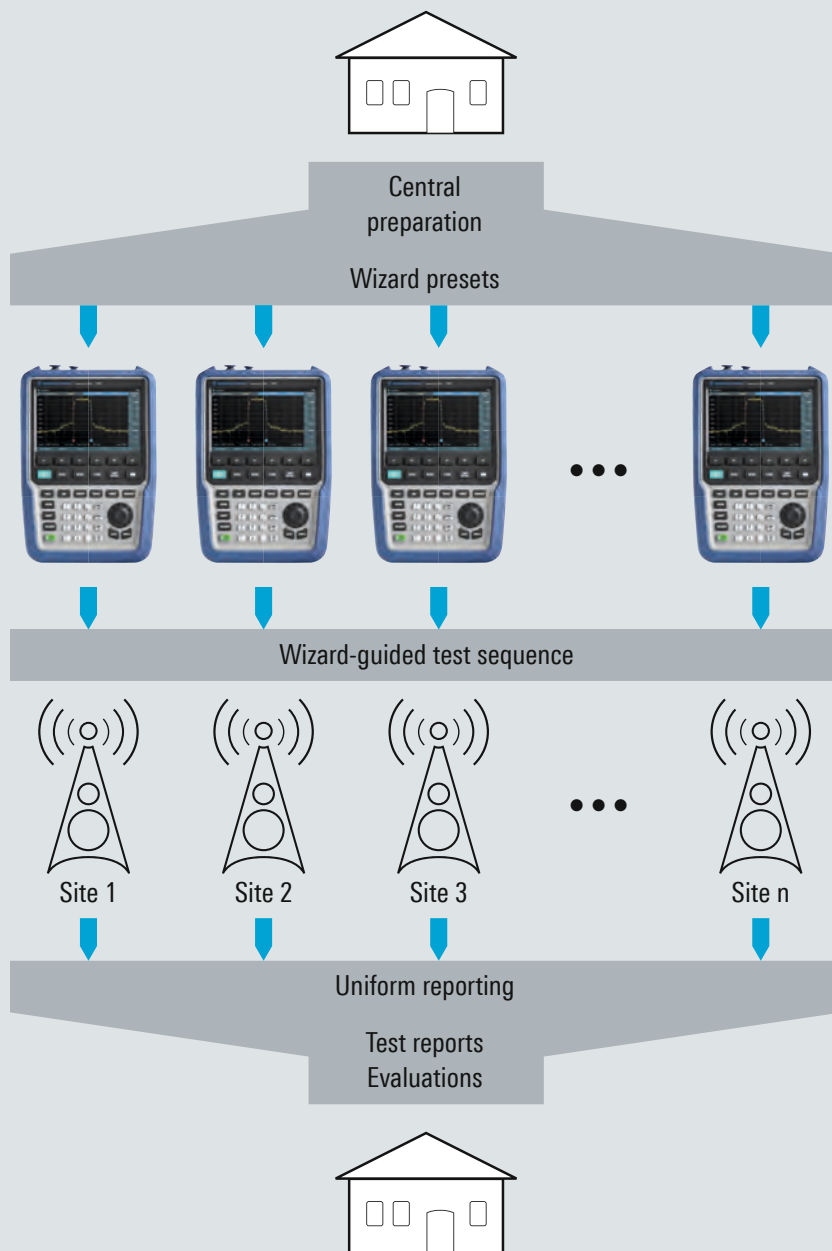 Central
preparation
Wizard presets
Wizard-guided test sequence
Site 1
Site 2
Site 3
Site n
Uniform reporting
Test reports
Evaluations